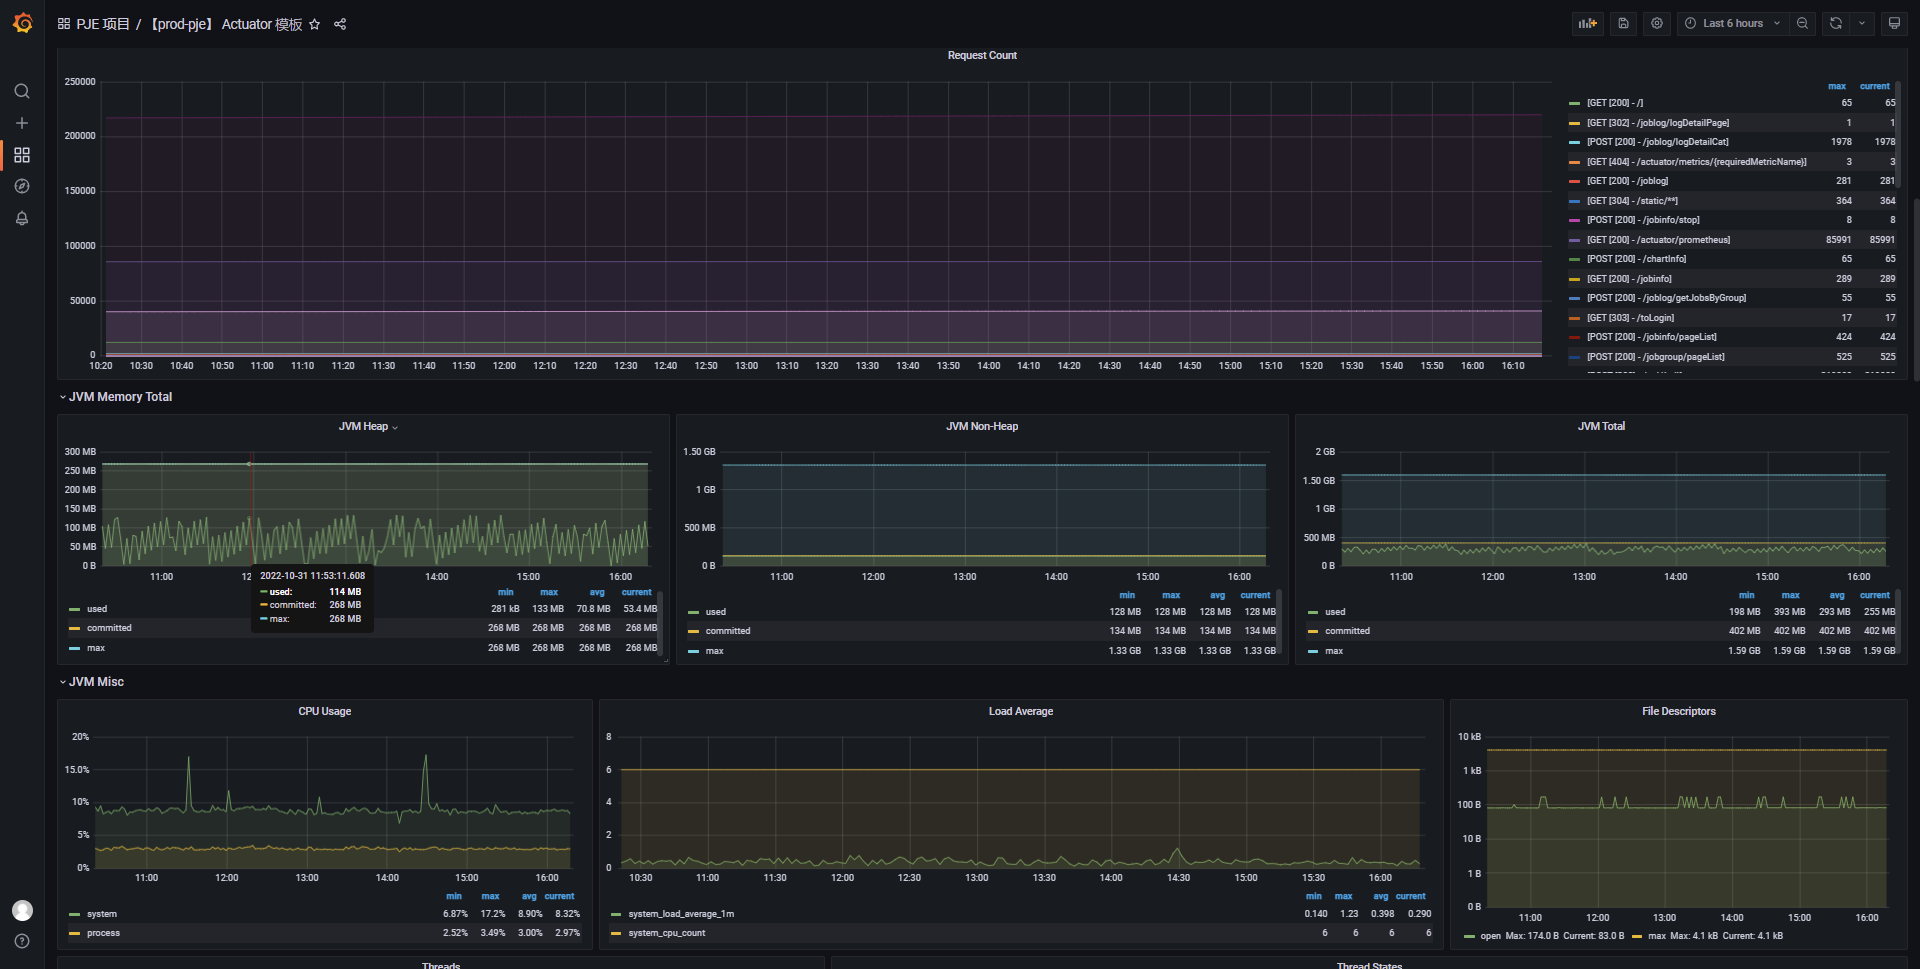 PJE 项目 / 【prod-pje】 Actuator 模板
Last 6 hours
Request Count
250000
200000
150000
100000
50000
0
10:20 10:30 10:40 10:50 11:00 11:10 11:20 11:30 11:40 11:50 12:00 12:10 12:20 12:30 12:40 12:50 13:00 13:10 13:20 13:30 13:40 13:50 14:00 14:10 14:20 14:30 14:40 14:50 15:00 15:10 15:20 15:30 15:40 15:50 16:00 16:10
max current
[GET [200] - /] 65 65
[GET [302] - /joblog/logDetailPage] 1 1
[POST [200] - /joblog/logDetailCat] 1978 1978
[GET [404] - /actuator/metrics/{requiredMetricName}] 3 3
[GET [200] - /joblog] 281 281
[GET [304] - /static/**] 364 364
[POST [200] - /jobinfo/stop] 8 8
[GET [200] - /actuator/prometheus] 85991 85991
[POST [200] - /chartInfo] 65 65
[GET [200] - /jobinfo] 289 289
[POST [200] - /joblog/getJobsByGroup] 55 55
[GET [303] - /toLogin] 17 17
[POST [200] - /jobinfo/pageList] 424 424
[POST [200] - /jobgroup/pageList] 525 525
JVM Memory Total
JVM Heap
300 MB
250 MB
200 MB
150 MB
100 MB
50 MB
0 B
11:00 12 14:00 15:00 16:00
2022-10-31 11:53:11.608
used: 114 MB
committed: 268 MB
max: 268 MB
min max avg current
used 281 kB 133 MB 70.8 MB 53.4 MB
committed 268 MB 268 MB 268 MB 268 MB
max 268 MB 268 MB 268 MB 268 MB
JVM Non-Heap
1.50 GB
1 GB
500 MB
0 B
11:00 12:00 13:00 14:00 15:00 16:00
min max avg current
used 128 MB 128 MB 128 MB 128 MB
committed 134 MB 134 MB 134 MB 134 MB
max 1.33 GB 1.33 GB 1.33 GB 1.33 GB
JVM Total
2 GB
1.50 GB
1 GB
500 MB
0 B
11:00 12:00 13:00 14:00 15:00 16:00
min max avg current
used 198 MB 393 MB 293 MB 255 MB
committed 402 MB 402 MB 402 MB 402 MB
max 1.59 GB 1.59 GB 1.59 GB 1.59 GB
JVM Misc
CPU Usage
20%
15.0%
10%
5%
0%
11:00 12:00 13:00 14:00 15:00 16:00
min max avg current
system 6.87% 17.2% 8.90% 8.32%
process 2.52% 3.49% 3.00% 2.97%
Load Average
8
6
4
2
0
10:30 11:00 11:30 12:00 12:30 13:00 13:30 14:00 14:30 15:00 15:30 16:00
min max avg current
system_load_average_1m 0.140 1.23 0.398 0.290
system_cpu_count 6 6 6 6
File Descriptors
10 kB
1 kB
100 B
10 B
1 B
0 B
11:00 12:00 13:00 14:00 15:00 16:00
open Max: 174.0 B Current: 83.0 B max Max: 4.1 kB Current: 4.1 kB
Threads
Thread States